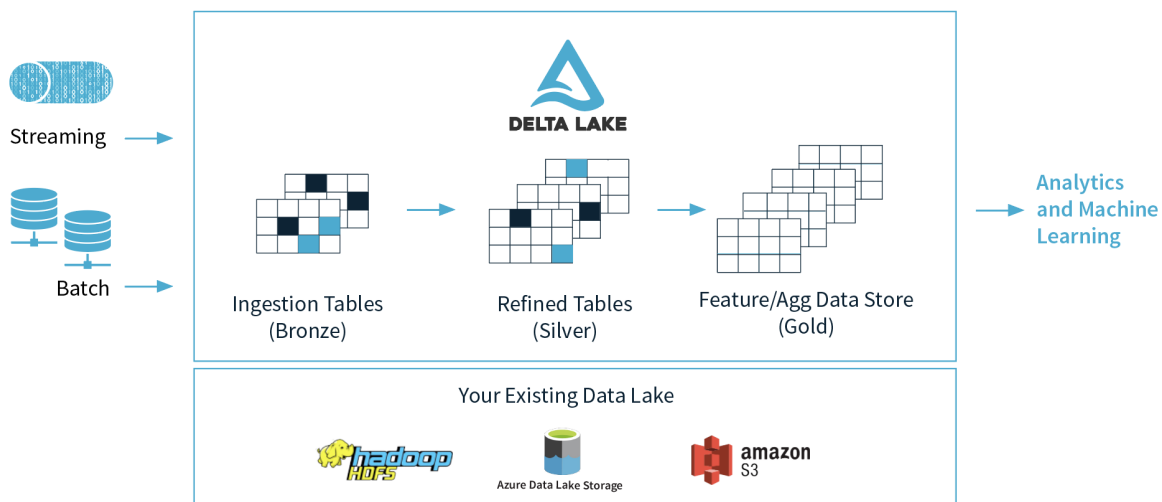 DELTA LAKE
Streaming
Batch
Ingestion Tables
(Bronze)
Refined Tables
(Silver)
Feature/Agg Data Store
(Gold)
Analytics
and Machine
Learning
Your Existing Data Lake
hadoop
HDFS
Azure Data Lake Storage
amazon
S3